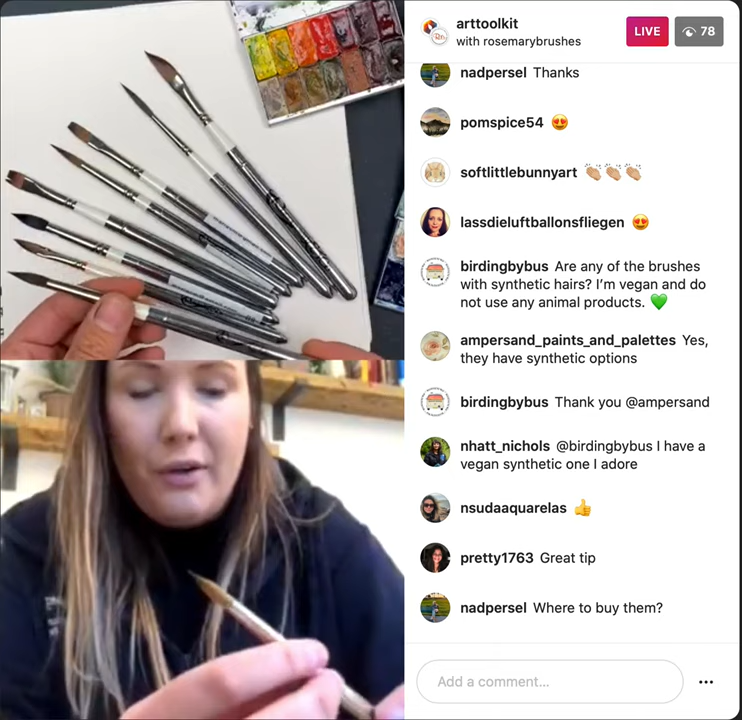 arttoolkit
with rosemarybrushes
LIVE
78
nadpersel Thanks
pomspice54 😍
softlittlebunnyart 👏🏼👏🏼👏🏼
lassdieluftballonsfliegen 😍
birdingbybus Are any of the brushes
with synthetic hairs? I’m vegan and do
not use any animal products. 💚
ampersand_paints_and_palettes Yes,
they have synthetic options
birdingbybus Thank you @ampersand
nhatt_nichols @birdingbybus I have a
vegan synthetic one I adore
nsudaaquarelas 👍
pretty1763 Great tip
nadpersel Where to buy them?
Add a comment...